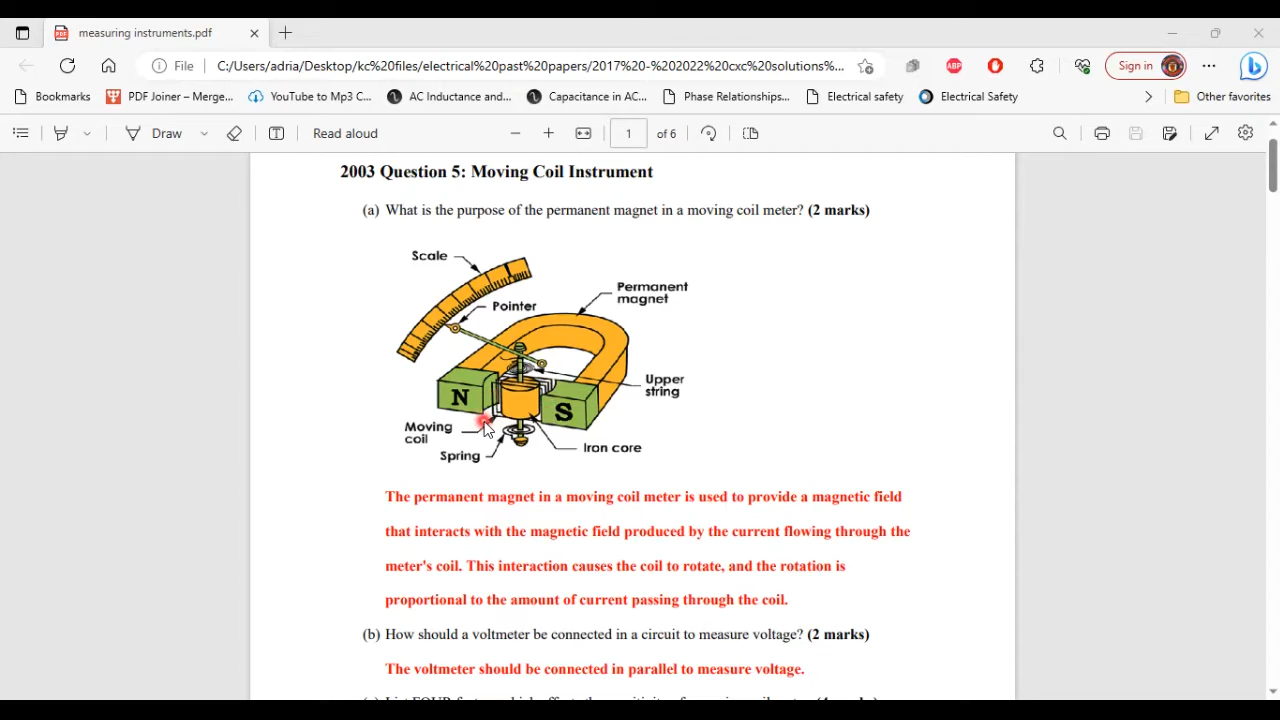 measuring instruments.pdf
File C:/Users/adria/Desktop/kc%20files/electrical%20past%20papers/2017%20-%202022%20cxc%20solutions%... ABP Sign in
Bookmarks PDF Joiner – Merge... YouTube to Mp3 C... AC Inductance and... Capacitance in AC... Phase Relationships... Electrical safety Electrical Safety Other favorites
Draw Read aloud 1 of 6
2003 Question 5: Moving Coil Instrument
(a) What is the purpose of the permanent magnet in a moving coil meter? (2 marks)
Scale
Permanent
magnet
Pointer
Upper
string
N
S
Moving
coil
Iron core
Spring
The permanent magnet in a moving coil meter is used to provide a magnetic field
that interacts with the magnetic field produced by the current flowing through the
meter's coil. This interaction causes the coil to rotate, and the rotation is
proportional to the amount of current passing through the coil.
(b) How should a voltmeter be connected in a circuit to measure voltage? (2 marks)
The voltmeter should be connected in parallel to measure voltage.